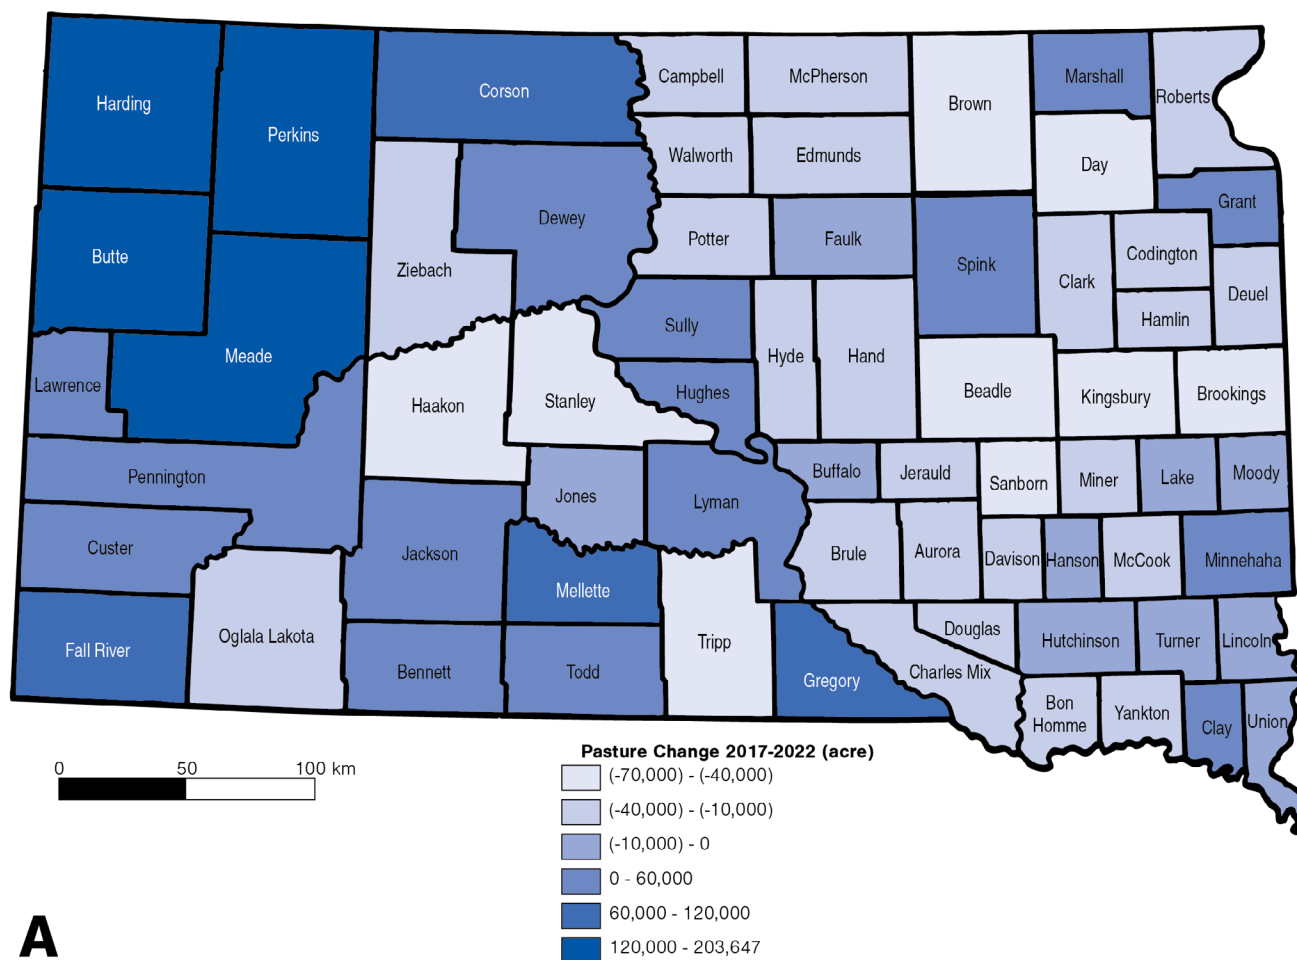 Harding
Perkins
Corson
Campbell
McPherson
Brown
Marshall
Roberts
Walworth
Edmunds
Day
Butte
Ziebach
Dewey
Potter
Faulk
Spink
Grant
Clark
Codington
Hamlin
Deuel
Meade
Sully
Hyde
Hand
Lawrence
Haakon
Stanley
Hughes
Beadle
Kingsbury
Brookings
Pennington
Jones
Lyman
Buffalo
Jerauld
Sanborn
Miner
Lake
Moody
Custer
Jackson
Mellette
Brule
Aurora
Davison
Hanson
McCook
Minnehaha
Fall River
Oglala Lakota
Bennett
Todd
Tripp
Gregory
Douglas
Charles Mix
Hutchinson
Turner
Lincoln
Bon
Homme
Yankton
Clay
Union
0 50 100 km
Pasture Change 2017-2022 (acre)
(-70,000) - (-40,000)
(-40,000) - (-10,000)
(-10,000) - 0
0 - 60,000
60,000 - 120,000
120,000 - 203,647
A